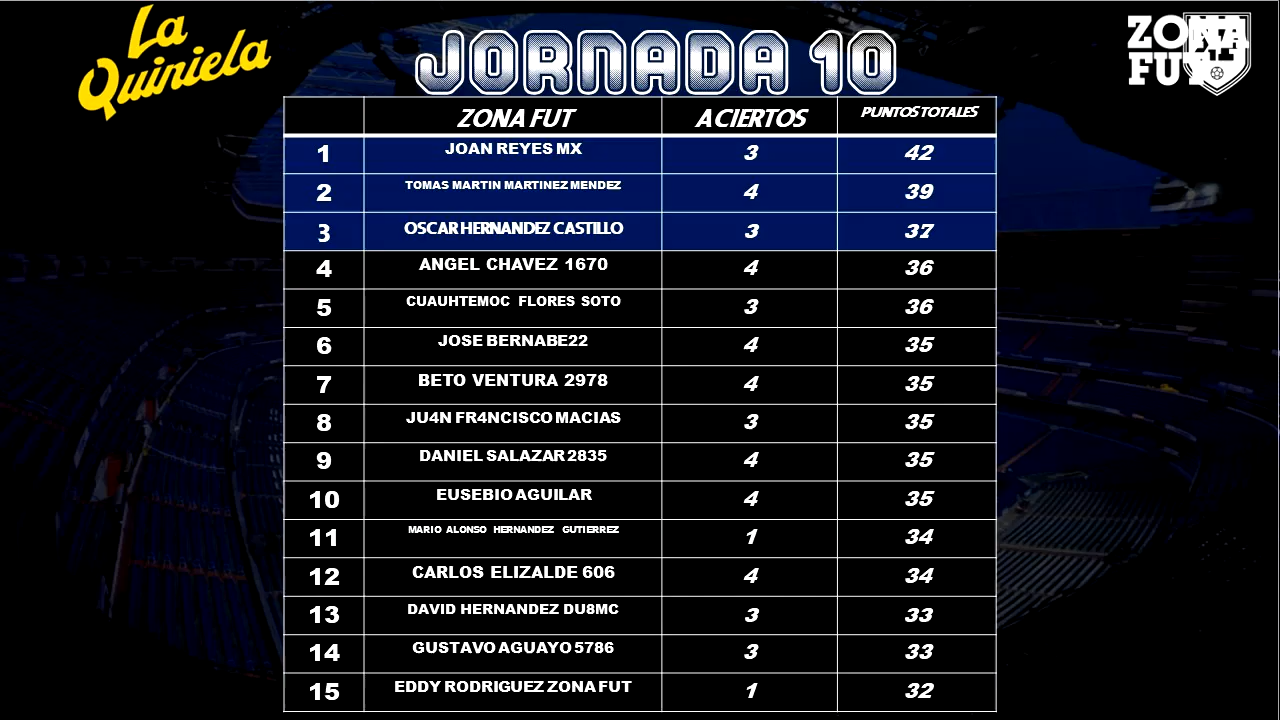 La
Quiniela
JORNADA 10
ZONA
FUT
ZONA FUT ACIERTOS PUNTOS TOTALES
1 JOAN REYES MX 3 42
2 TOMAS MARTIN MARTINEZ MENDEZ 4 39
3 OSCAR HERNANDEZ CASTILLO 3 37
4 ANGEL CHAVEZ 1670 4 36
5 CUAUHTEMOC FLORES SOTO 3 36
6 JOSE BERNABE22 4 35
7 BETO VENTURA 2978 4 35
8 JU4N FR4NCISCO MACIAS 3 35
9 DANIEL SALAZAR 2835 4 35
10 EUSEBIO AGUILAR 4 35
11 MARIO ALONSO HERNANDEZ GUTIERREZ 1 34
12 CARLOS ELIZALDE 606 4 34
13 DAVID HERNANDEZ DU8MC 3 33
14 GUSTAVO AGUAYO 5786 3 33
15 EDDY RODRIGUEZ ZONA FUT 1 32